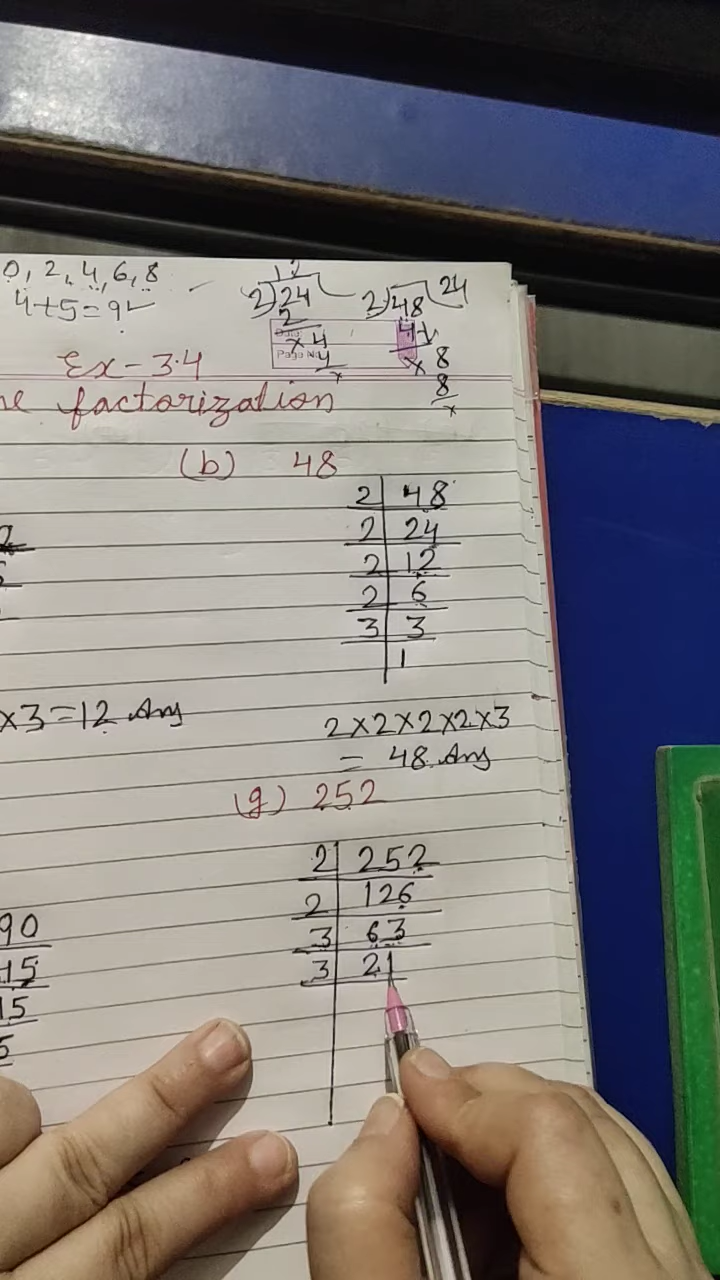 0, 2, 4, 6, 8
4+5=9
12
2)24
2
x4
4
x
24
2)48
4
x8
8
x
Page No
Ex-3.4
factorization
(b) 48
2 | 48
2 | 24
2 | 12
2 | 6
3 | 3
1
x3=12 Ans
2x2x2x2x3
= 48 Ans
(g) 252
2 | 252
2 | 126
3 | 63
3 | 21
90
15
5